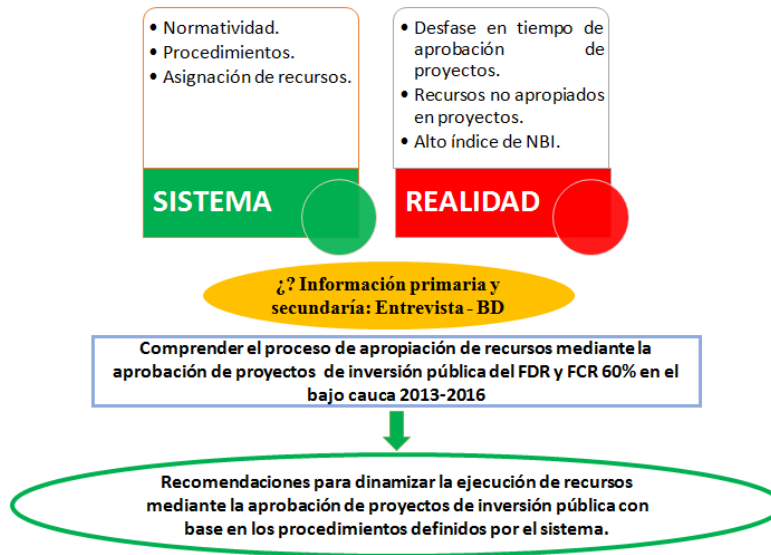 • Normatividad.
• Procedimientos.
• Asignación de recursos.
SISTEMA
• Desfase en tiempo de
aprobación de
proyectos.
• Recursos no apropiados
en proyectos.
• Alto índice de NBI.
REALIDAD
¿? Información primaria y
secundaría: Entrevista - BD
Comprender el proceso de apropiación de recursos mediante la
aprobación de proyectos de inversión pública del FDR y FCR 60% en el
bajo cauca 2013-2016
Recomendaciones para dinamizar la ejecución de recursos
mediante la aprobación de proyectos de inversión pública con
base en los procedimientos definidos por el sistema.